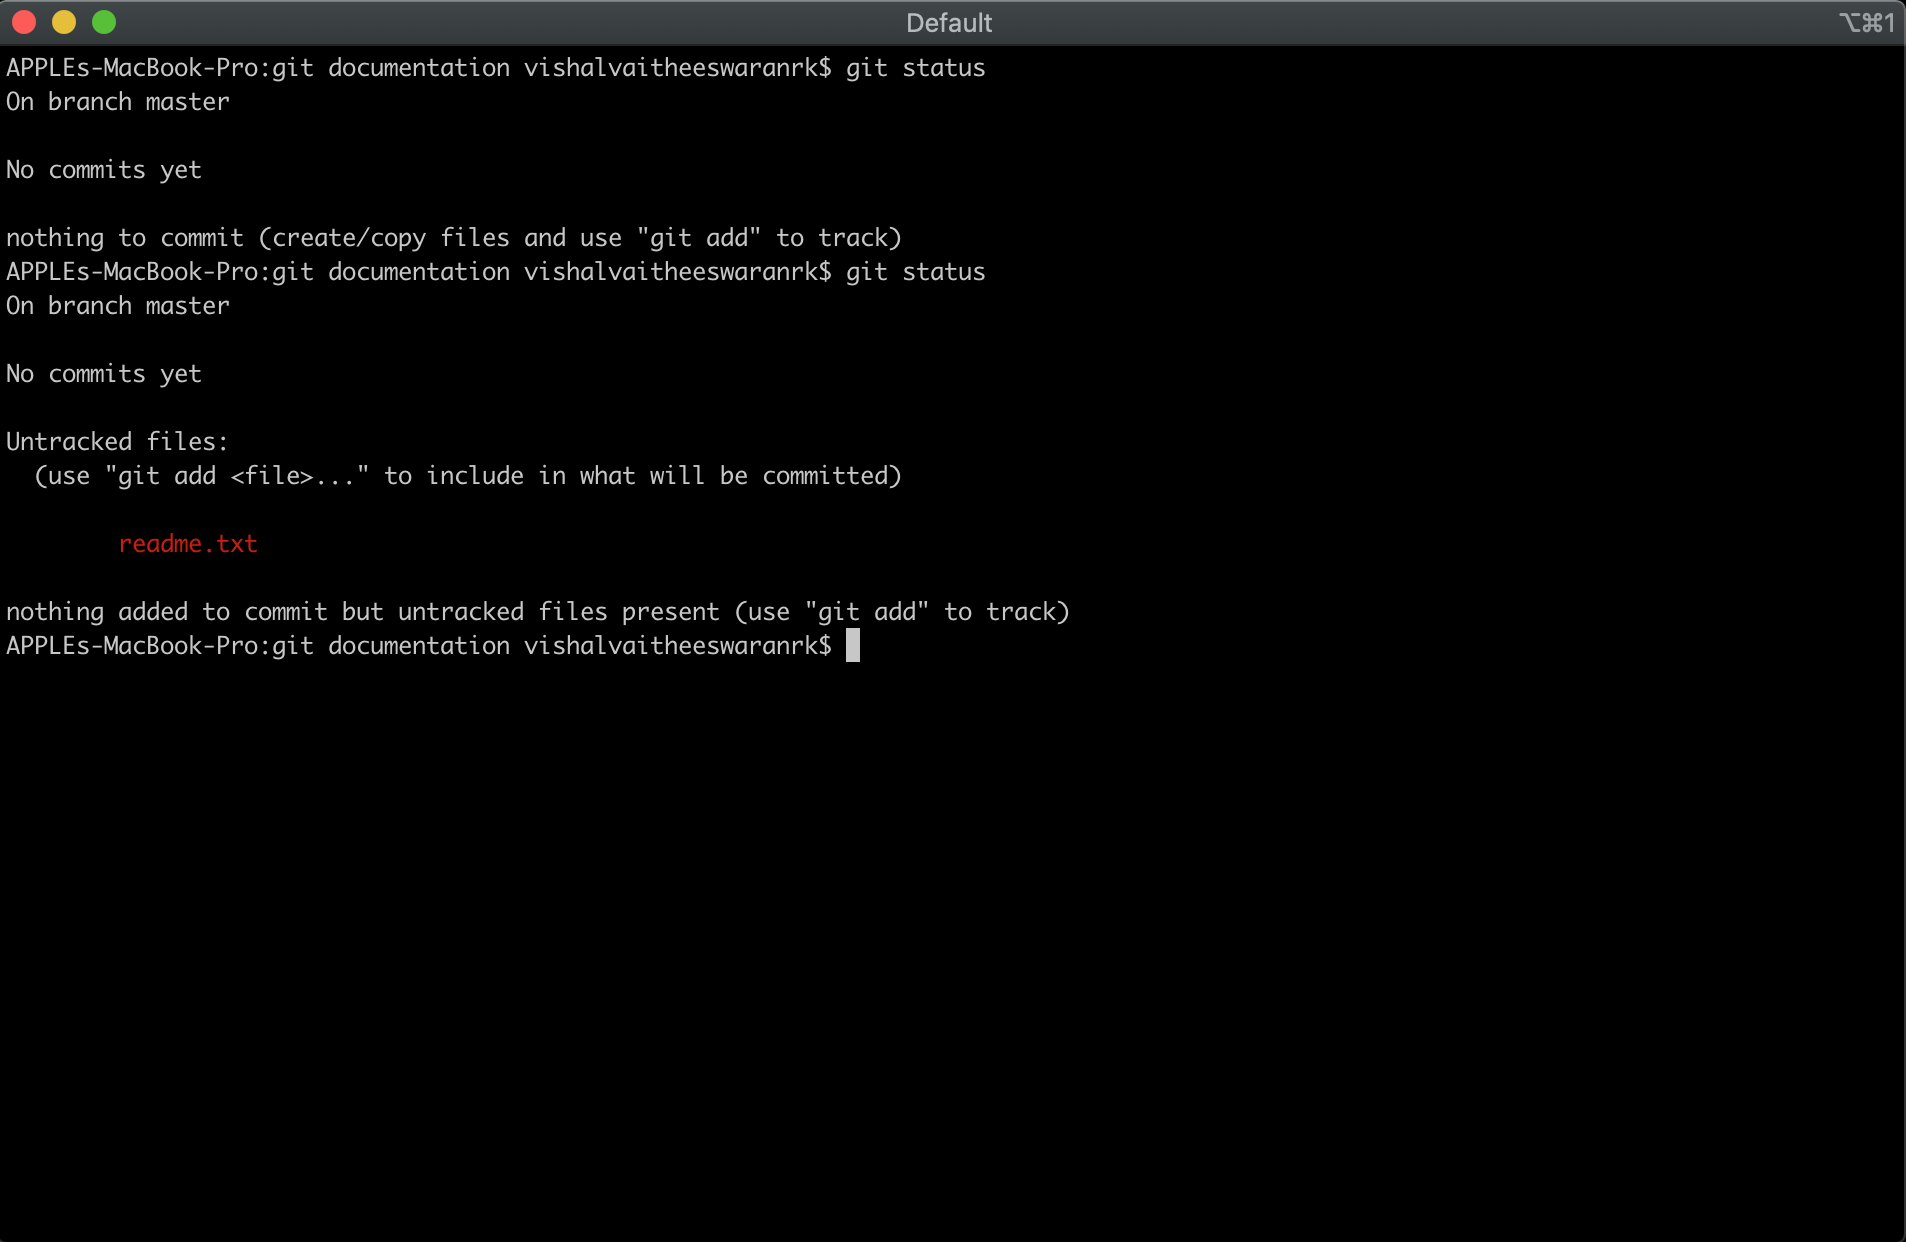 Default
⌥⌘1
APPLEs-MacBook-Pro:git documentation vishalvaitheeswaranrk$ git status
On branch master
No commits yet
nothing to commit (create/copy files and use "git add" to track)
APPLEs-MacBook-Pro:git documentation vishalvaitheeswaranrk$ git status
On branch master
No commits yet
Untracked files:
  (use "git add <file>..." to include in what will be committed)
        readme.txt
nothing added to commit but untracked files present (use "git add" to track)
APPLEs-MacBook-Pro:git documentation vishalvaitheeswaranrk$